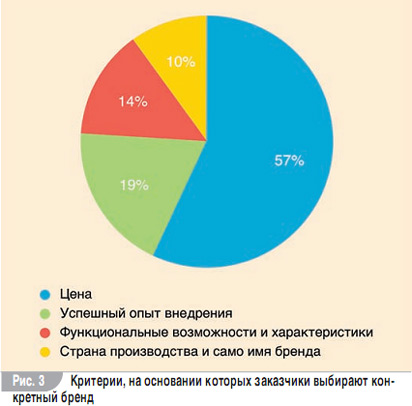 10%
14%
57%
19%
Цена
Успешный опыт внедрения
Функциональные возможности и характеристики
Страна производства и само имя бренда
Рис. 3 Критерии, на основании которых заказчики выбирают кон-
кретный бренд